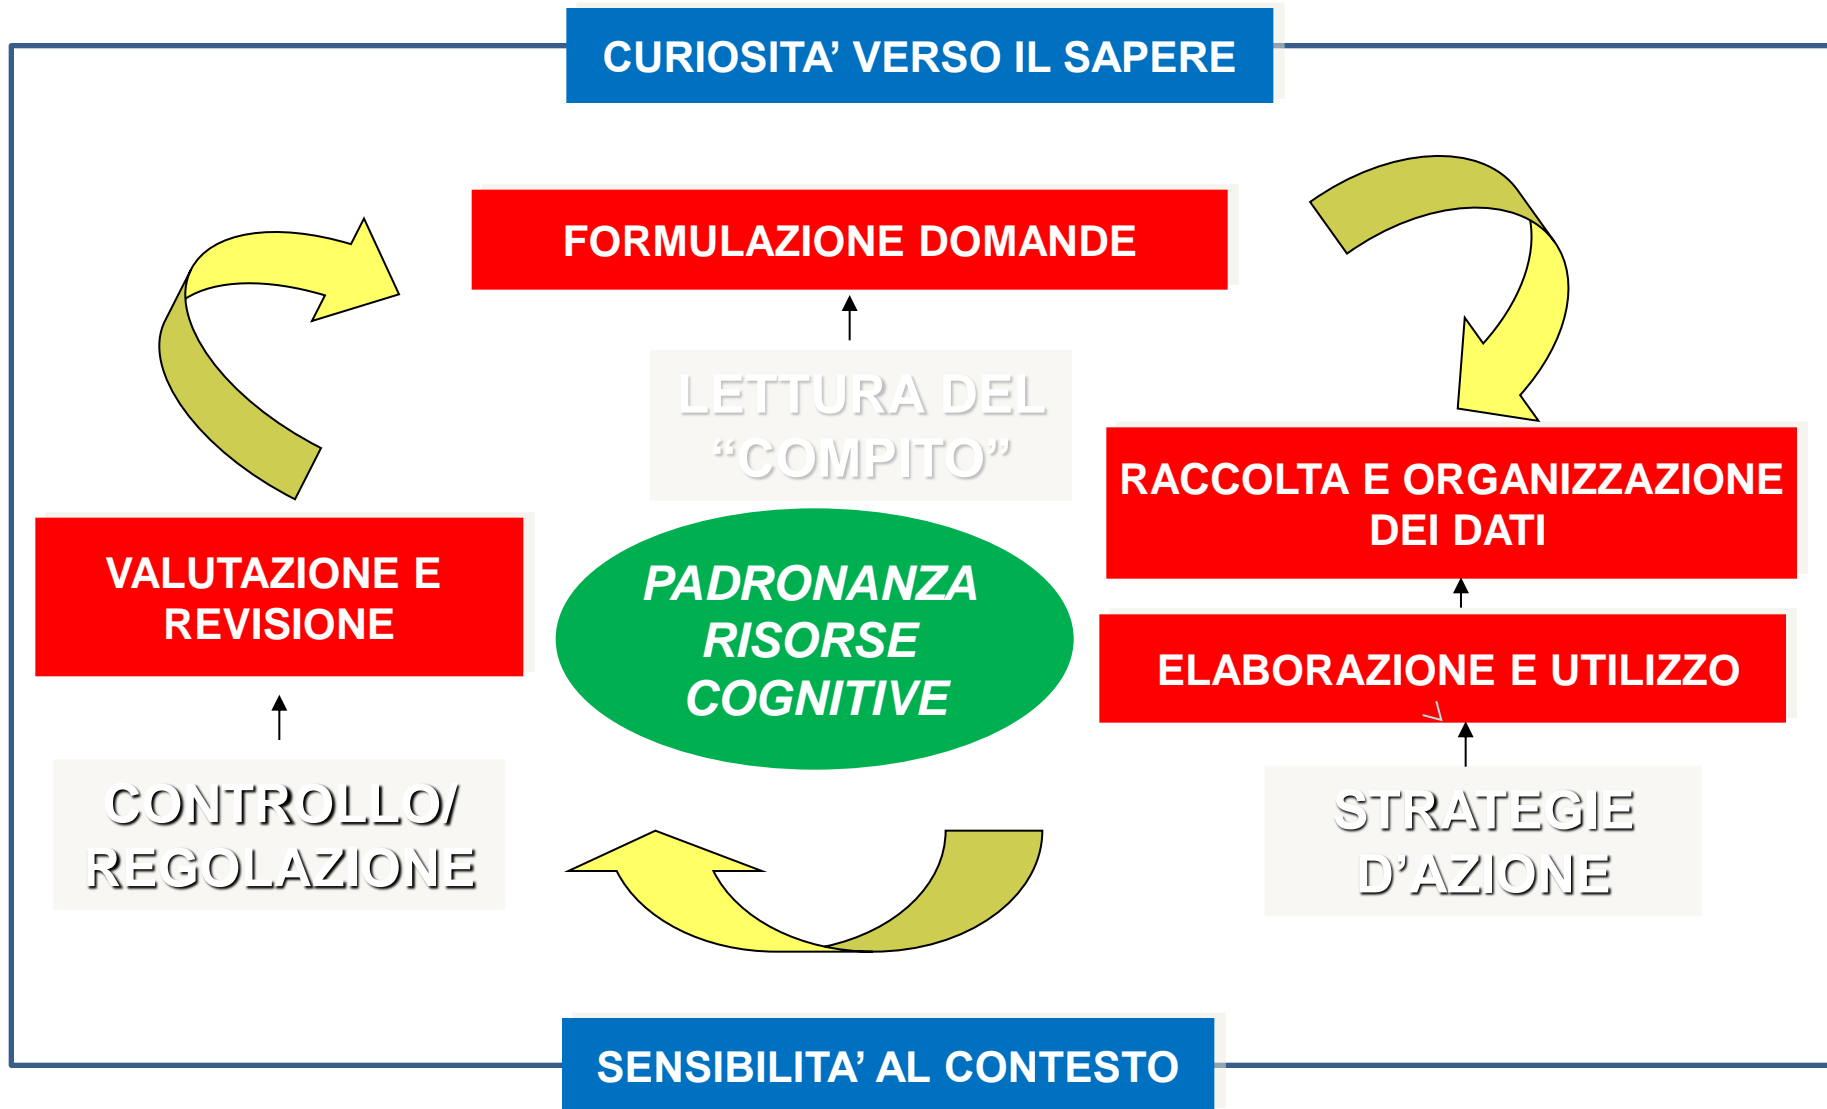 CURIOSITA’ VERSO IL SAPERE
FORMULAZIONE DOMANDE
LETTURA DEL
“COMPITO”
RACCOLTA E ORGANIZZAZIONE
DEI DATI
VALUTAZIONE E
REVISIONE
PADRONANZA
RISORSE
COGNITIVE
ELABORAZIONE E UTILIZZO
CONTROLLO/
REGOLAZIONE
STRATEGIE
D’AZIONE
SENSIBILITA’ AL CONTESTO